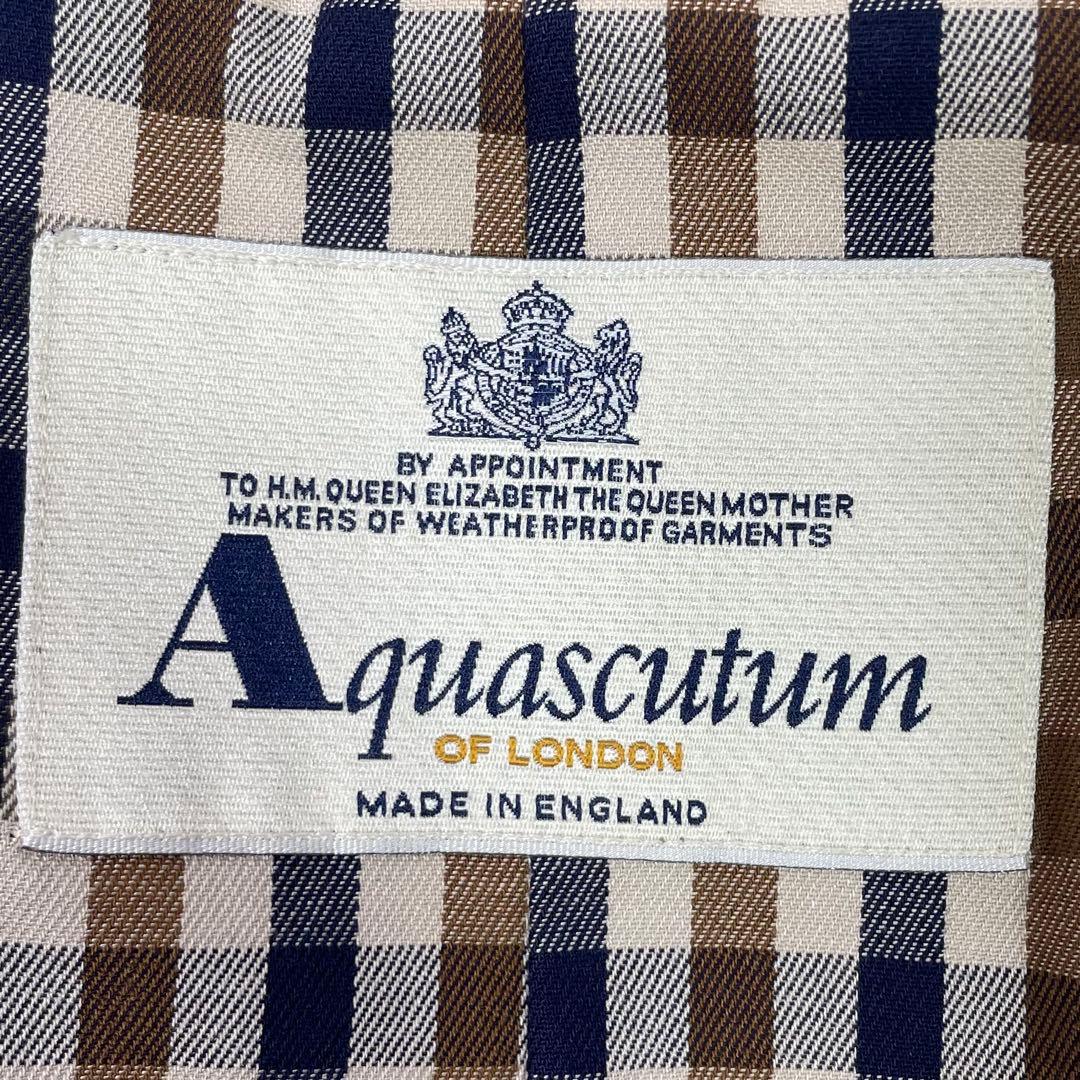 BY APPOINTMENT
TO H.M. QUEEN ELIZABETH THE QUEEN MOTHER
MAKERS OF WEATHERPROOF GARMENTS
Aquascutum
OF LONDON
MADE IN ENGLAND